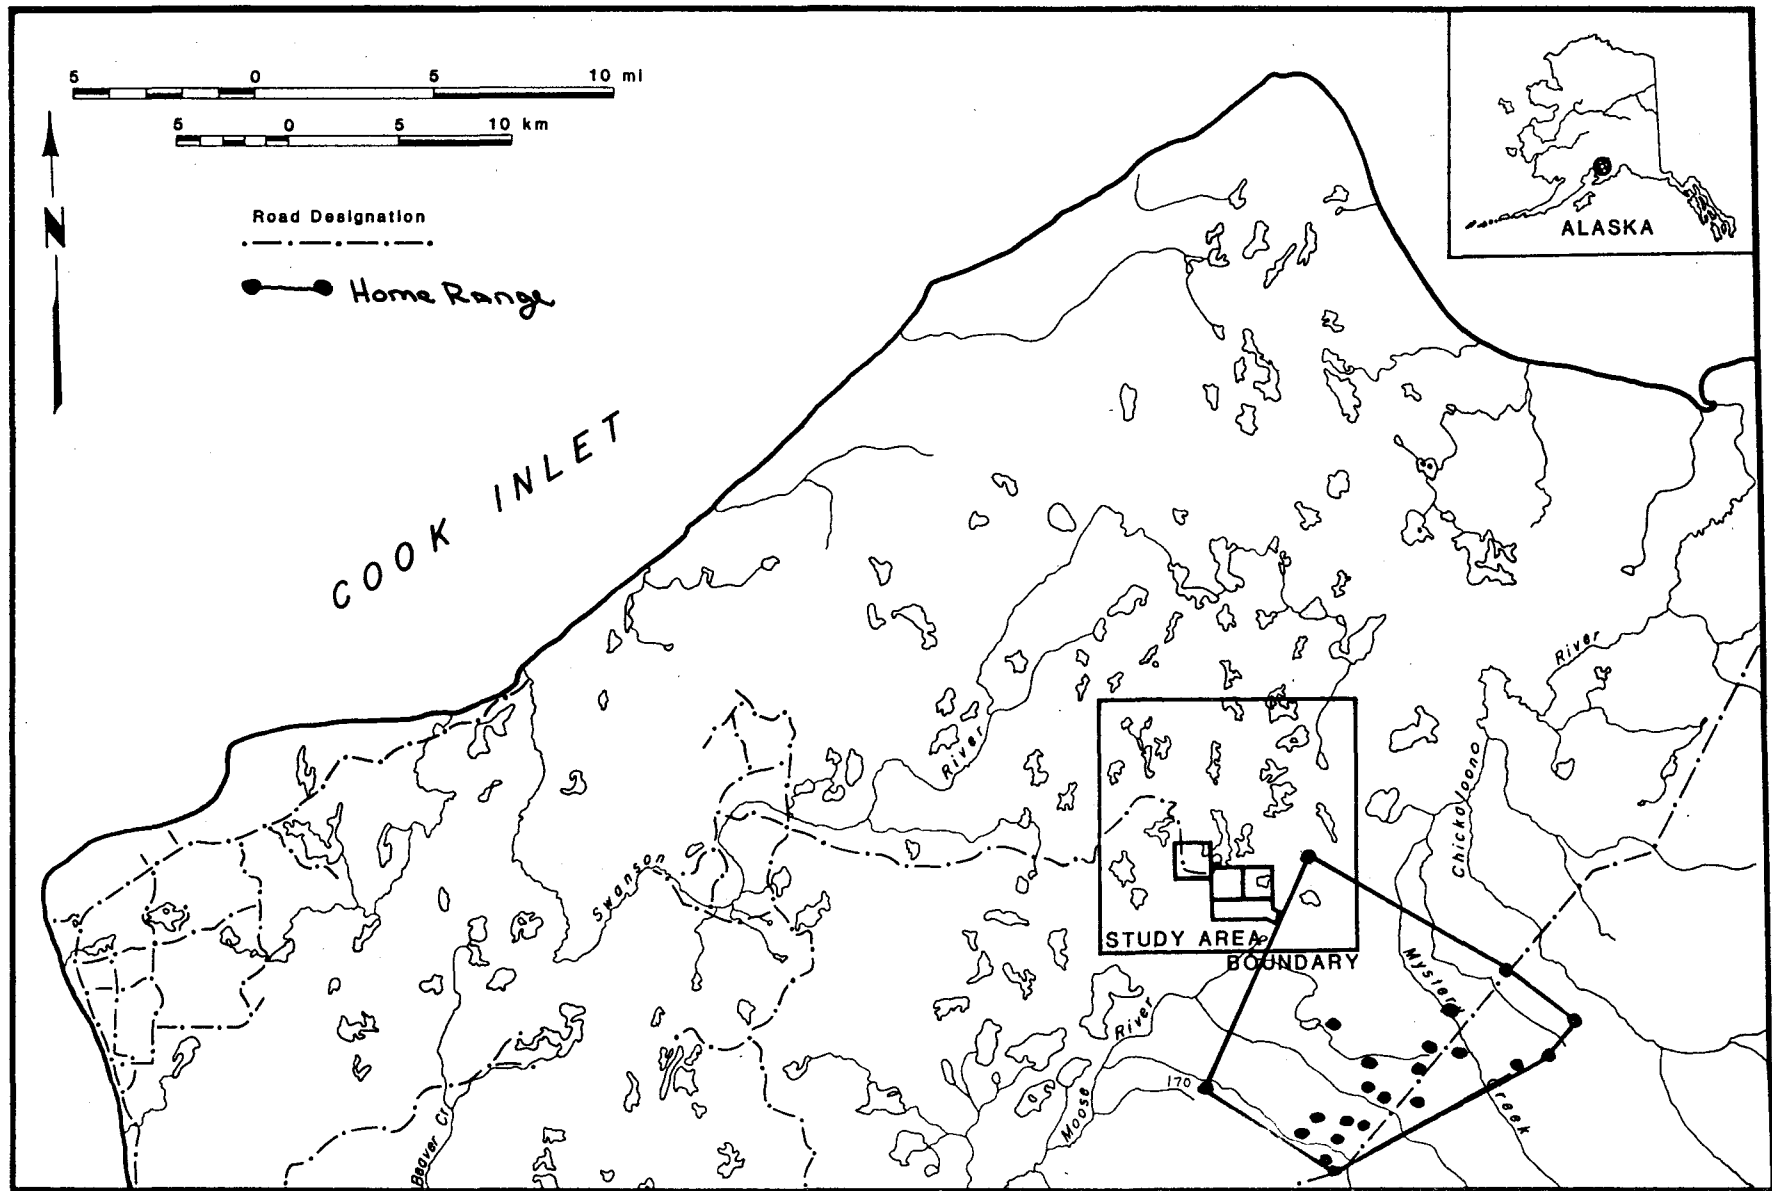 5 0 5 10 mi
5 0 5 10 km
N
Road Designation
Home Range
ALASKA
COOK INLET
River
River
Chickaloono
Swanson
STUDY AREA
BOUNDARY
Mystery
River
170
Moose
Creek
Beaver Cr